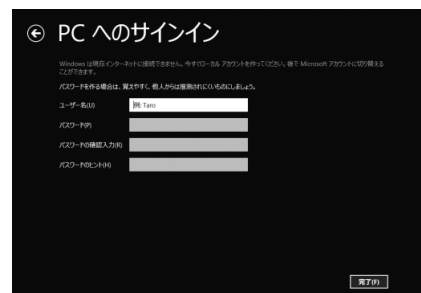 PC へのサインイン
Windows は現在インターネットに接続できません。今すぐローカル アカウントを作ってください。後で Microsoft アカウントに切り替える
ことができます。
パスワードを作る場合は、覚えやすく、他人からは推測されにくいものにしましょう。
ユーザー名(U)
例: Taro
パスワード(P)
パスワードの確認入力(R)
パスワードのヒント(H)
完了(F)